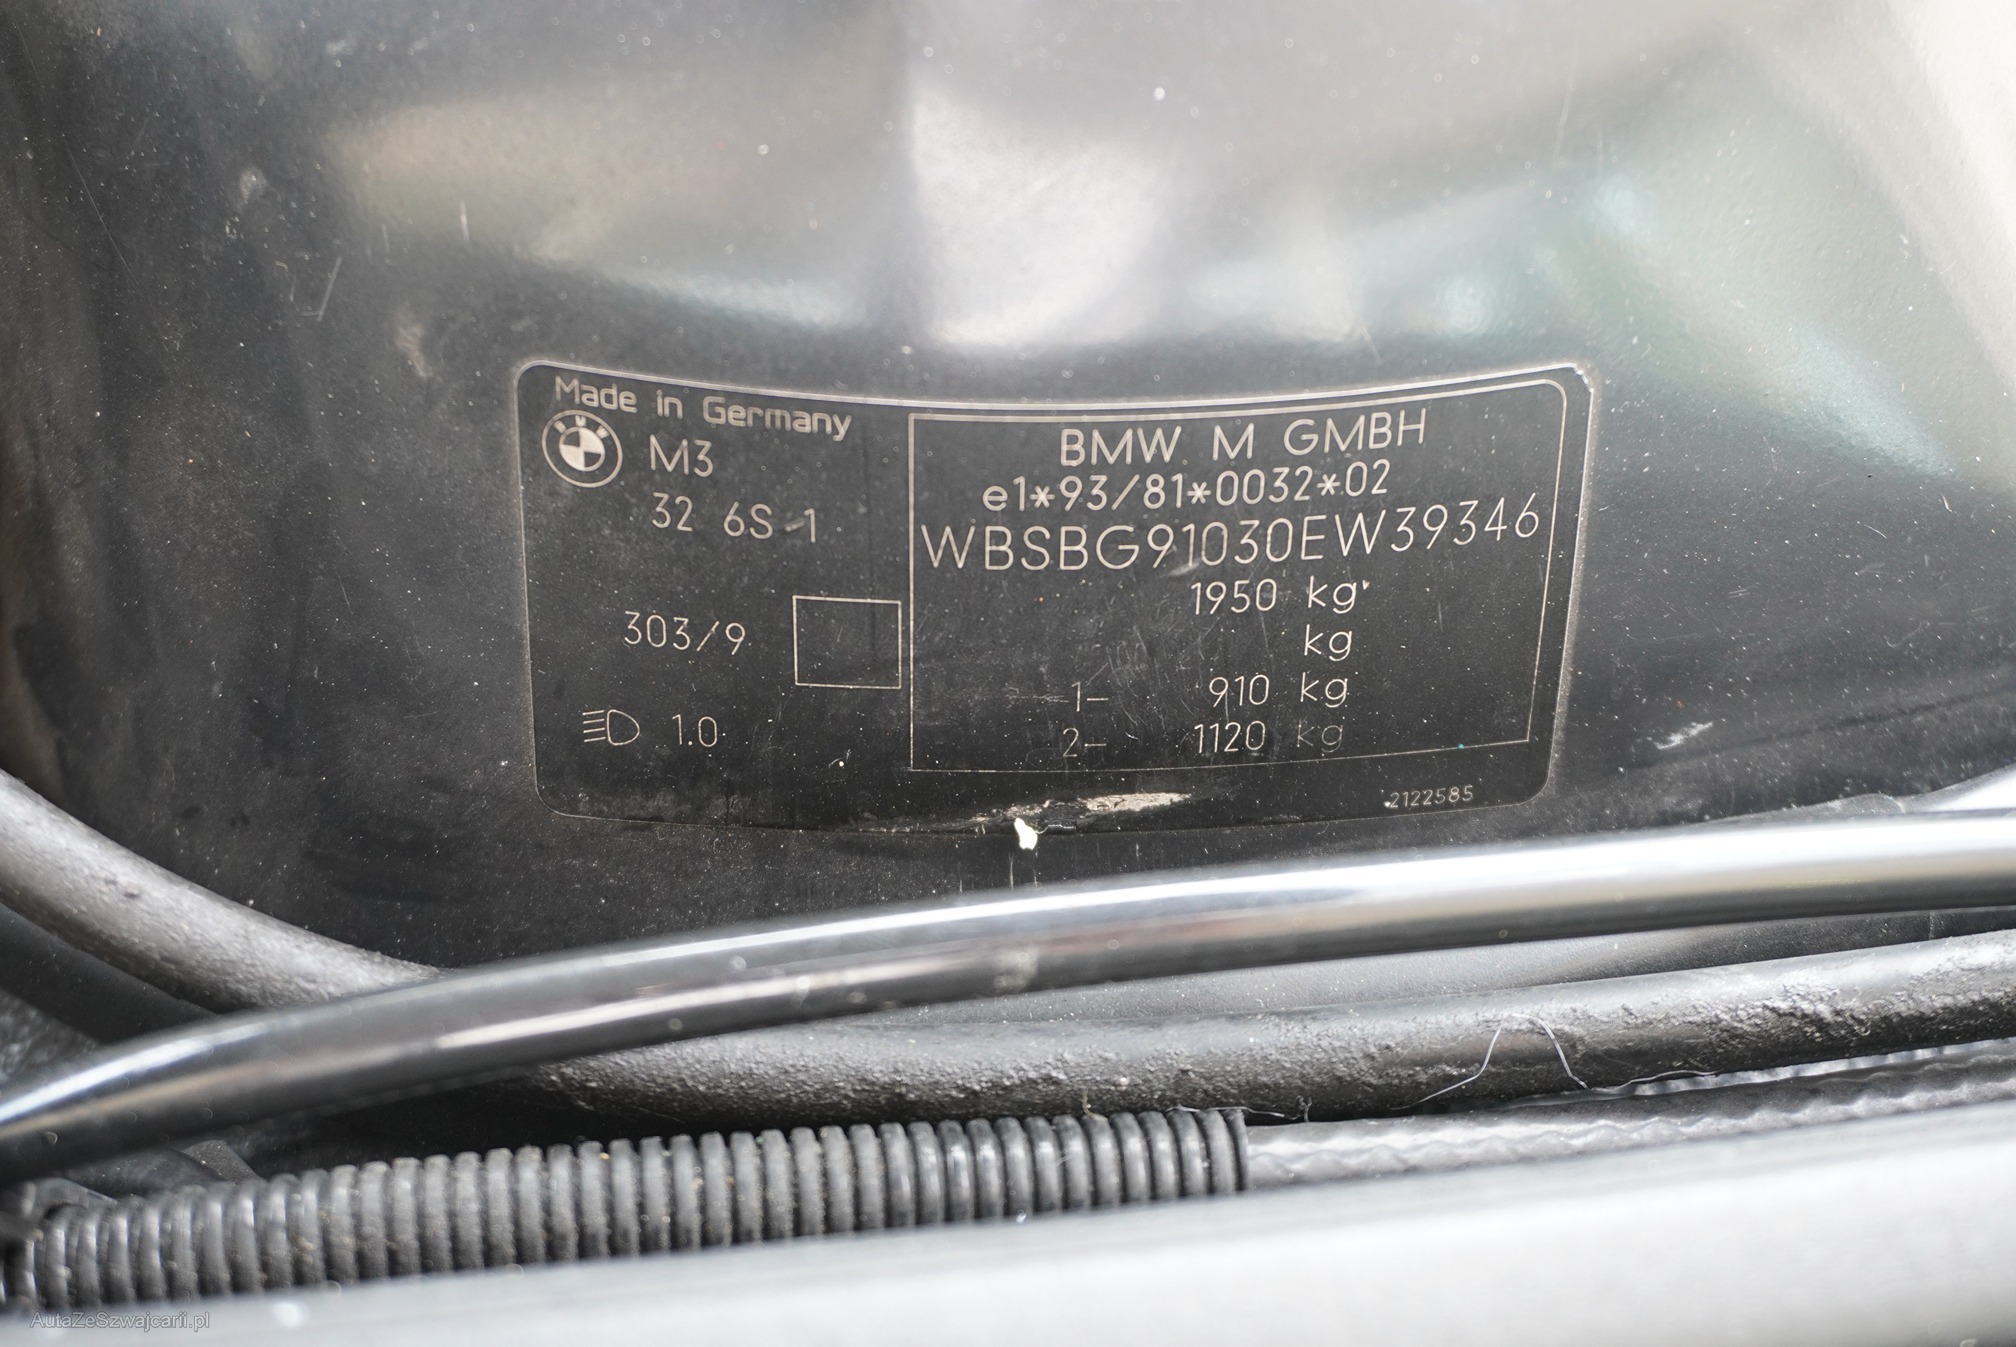 Made in Germany
BMW
M3
32 6S-1
303/9
1.0
BMW M GMBH
e1*93/81*0032*02
WBSBG91030EW39346
1950 kg
kg
1- 910 kg
2- 1120 kg
2122585
AutaZeSzwajcarii.pl